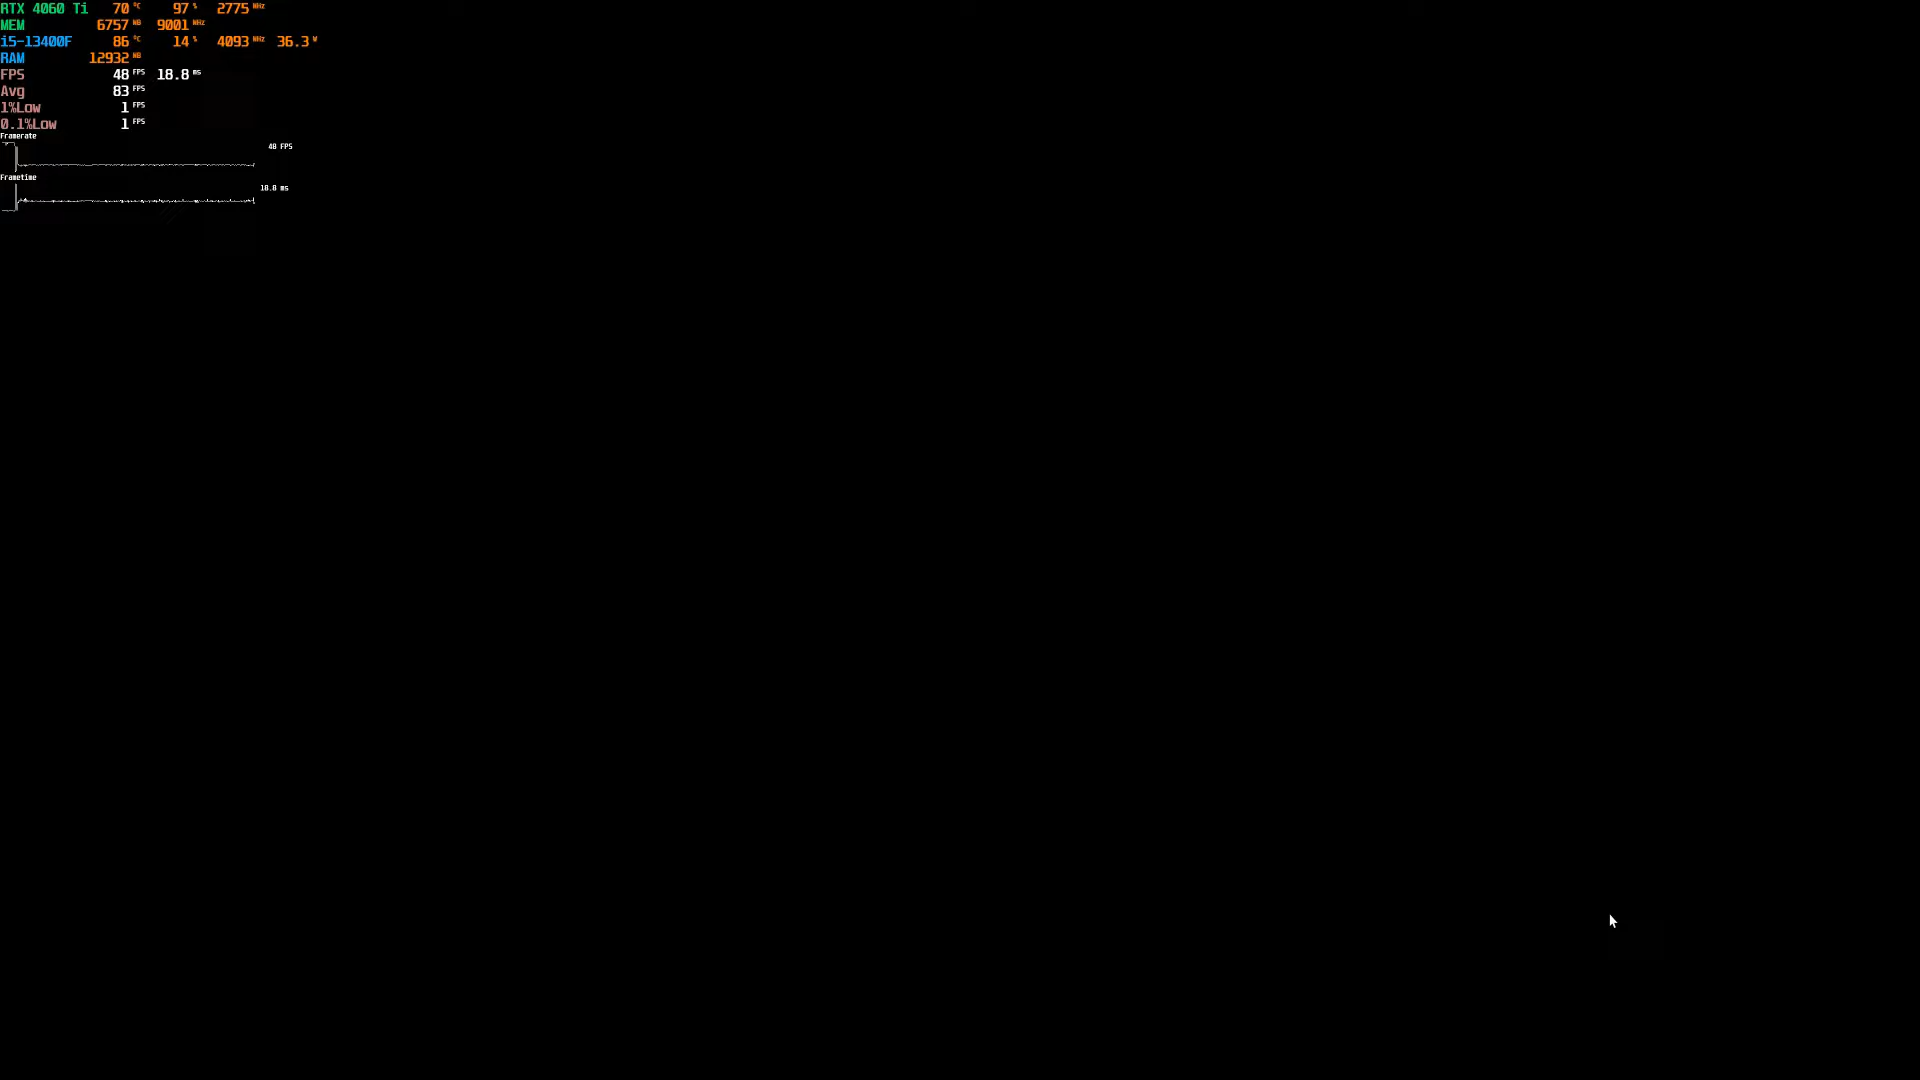 RTX 4060 Ti 70 °C 97 % 2775 MHz
MEM 6757 MB 9001 MHz
i5-13400F 86 °C 14 % 4093 MHz 36.3 W
RAM 12932 MB
FPS 48 FPS 18.8 ms
Avg 83 FPS
1%Low 1 FPS
0.1%Low 1 FPS
Framerate
48 FPS
Frametime
18.8 ms